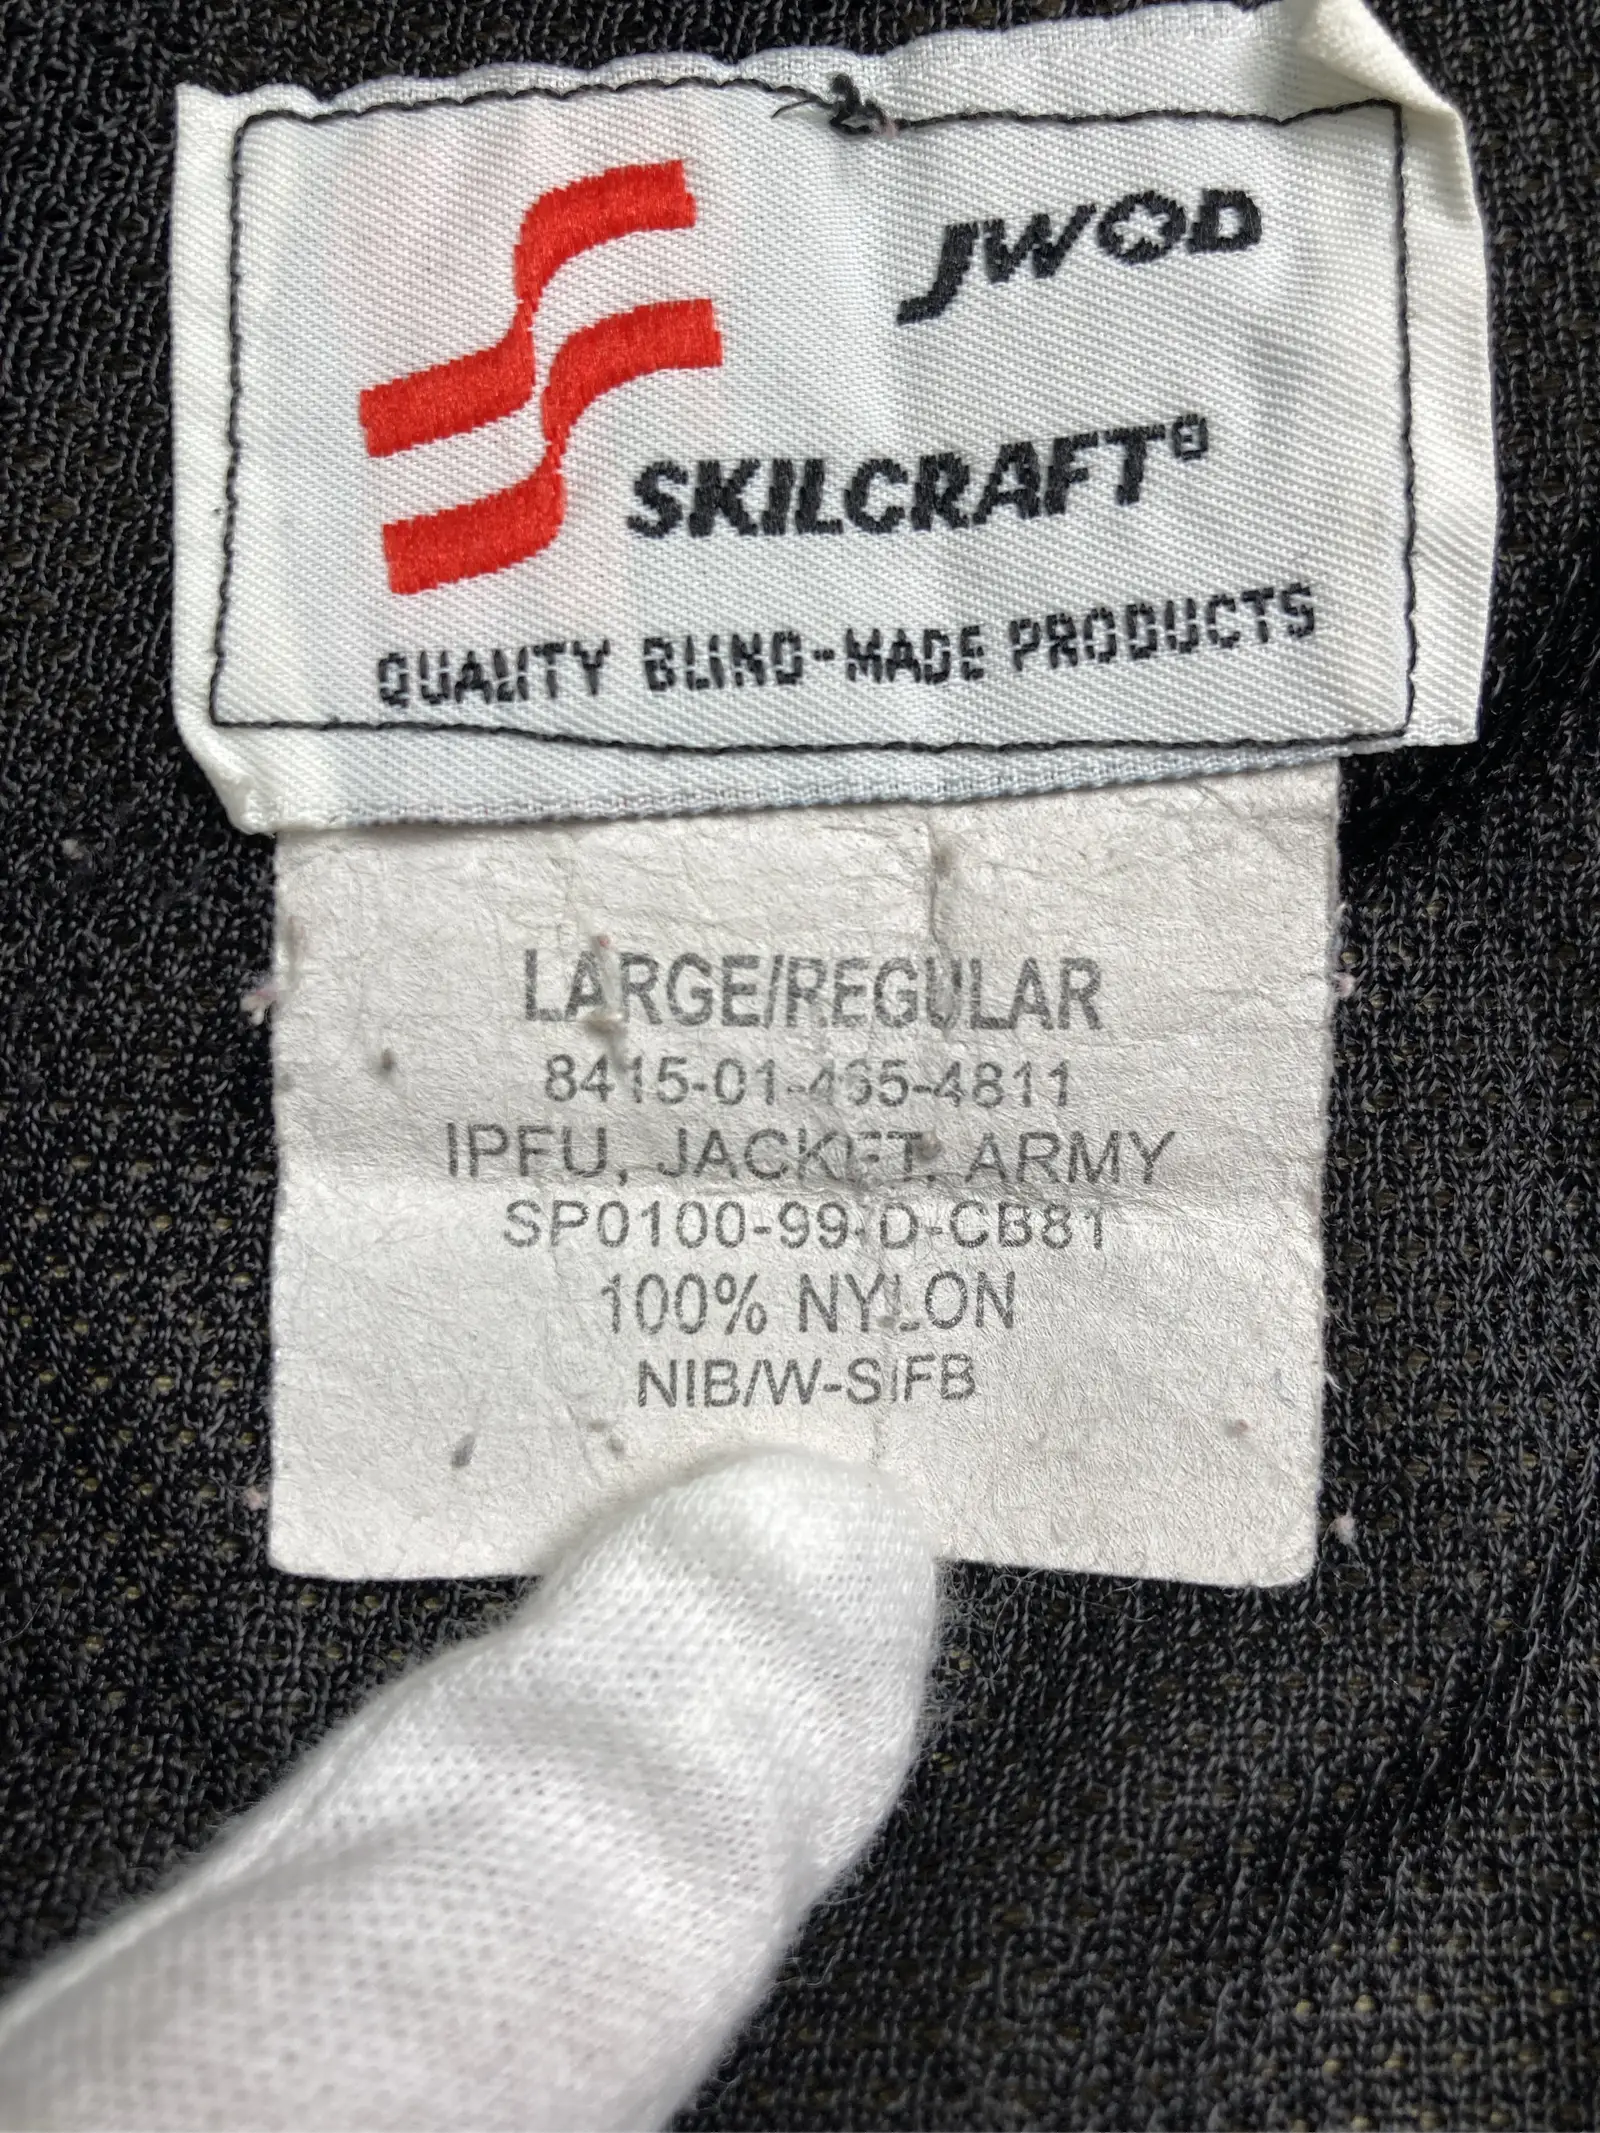 JWOD
SKILCRAFT®
QUALITY BLIND-MADE PRODUCTS
LARGE/REGULAR
8415-01-465-4811
IPFU, JACKET, ARMY
SP0100-99-D-CB81
100% NYLON
NIB/W-SIFB